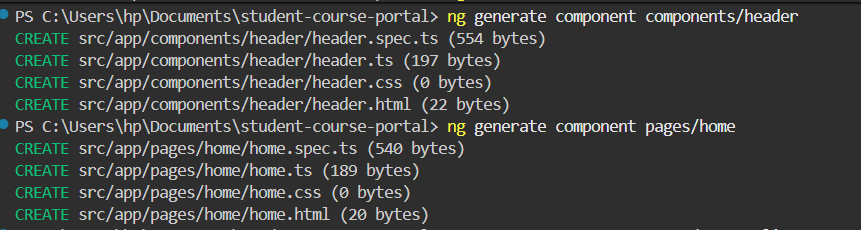 PS C:\Users\hp\Documents\student-course-portal> ng generate component components/header
CREATE src/app/components/header/header.spec.ts (554 bytes)
CREATE src/app/components/header/header.ts (197 bytes)
CREATE src/app/components/header/header.css (0 bytes)
CREATE src/app/components/header/header.html (22 bytes)
PS C:\Users\hp\Documents\student-course-portal> ng generate component pages/home
CREATE src/app/pages/home/home.spec.ts (540 bytes)
CREATE src/app/pages/home/home.ts (189 bytes)
CREATE src/app/pages/home/home.css (0 bytes)
CREATE src/app/pages/home/home.html (20 bytes)